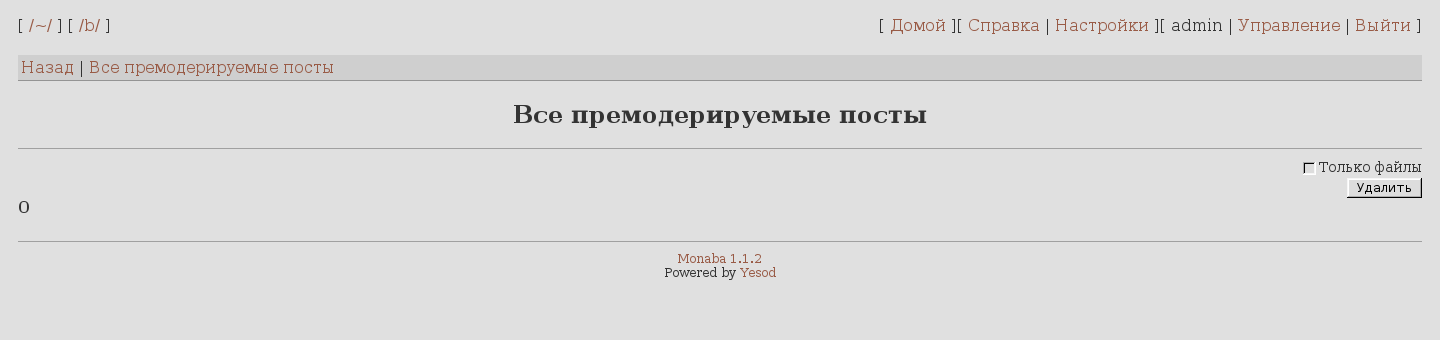 [ /~/ ] [ /b/ ] [ Домой ][ Справка | Настройки ][ admin | Управление | Выйти ]
Назад | Все премодерируемые посты
Все премодерируемые посты
Только файлы
Удалить
0
Monaba 1.1.2
Powered by Yesod